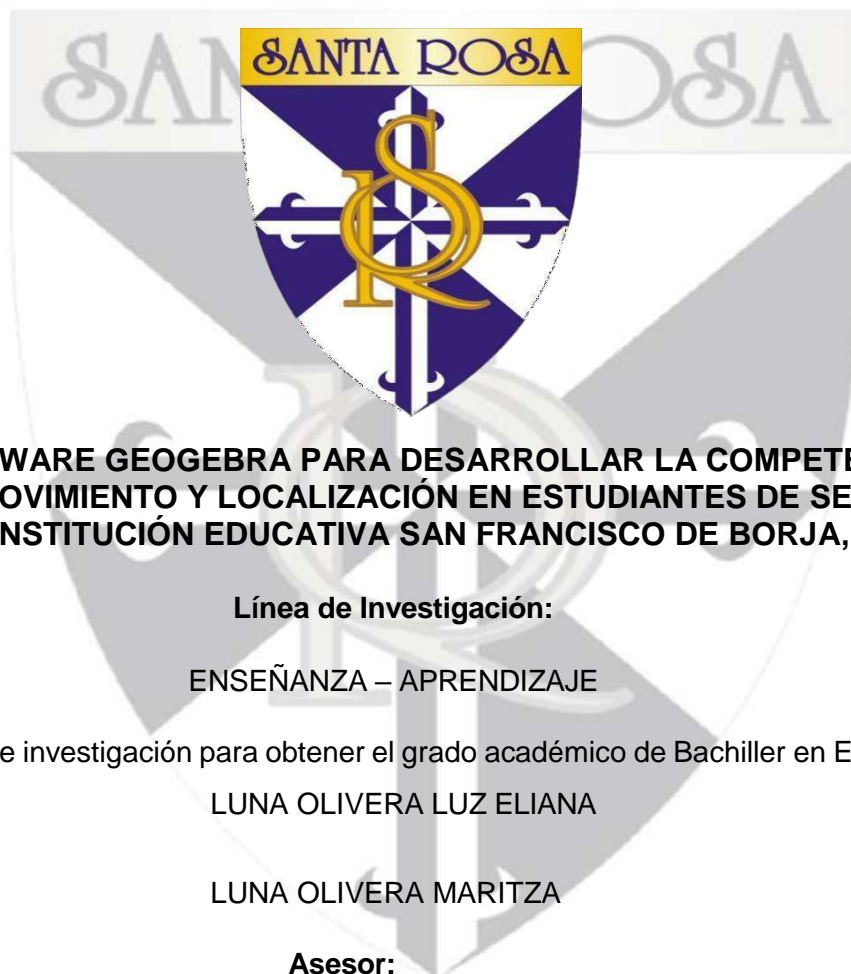 SANTA ROSA
WARE GEOGEBRA PARA DESARROLLAR LA COMPETE
OVIMIENTO Y LOCALIZACIÓN EN ESTUDIANTES DE SE
NSTITUCIÓN EDUCATIVA SAN FRANCISCO DE BORJA,
Línea de Investigación:
ENSEÑANZA – APRENDIZAJE
e investigación para obtener el grado académico de Bachiller en E
LUNA OLIVERA LUZ ELIANA
LUNA OLIVERA MARITZA
Asesor: